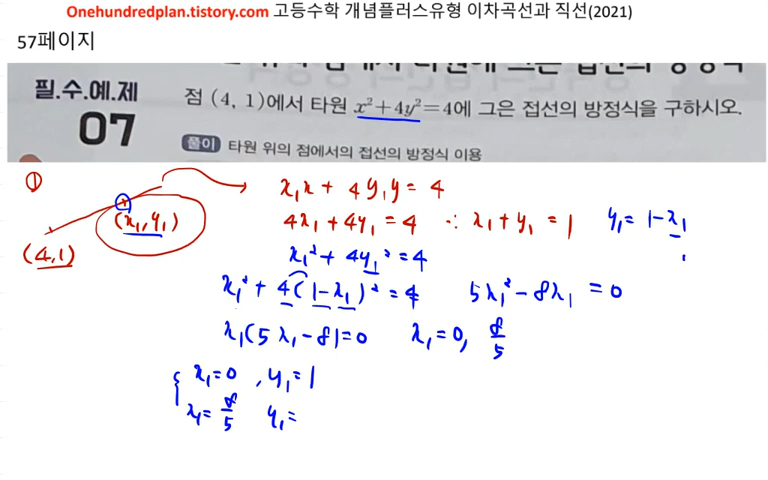 Onehundredplan.tistory.com 고등수학 개념플러스유형 이차곡선과 직선(2021)
57페이지
필.수.예.제
07
점 (4, 1)에서 타원 x²+4y²=4에 그은 접선의 방정식을 구하시오.
풀이 타원 위의 점에서의 접선의 방정식 이용
①
(x₁, y₁)
(4,1)
x₁x + 4y₁y = 4
4x₁ + 4y₁ = 4 ∴ x₁ + y₁ = 1 y₁ = 1-x₁
x₁² + 4y₁² = 4
x₁² + 4(1-x₁)² = 4 5x₁² - 8x₁ = 0
x₁(5x₁-8)=0 x₁=0, 8/5
x₁=0, y₁=1
x₁=8/5 y₁=